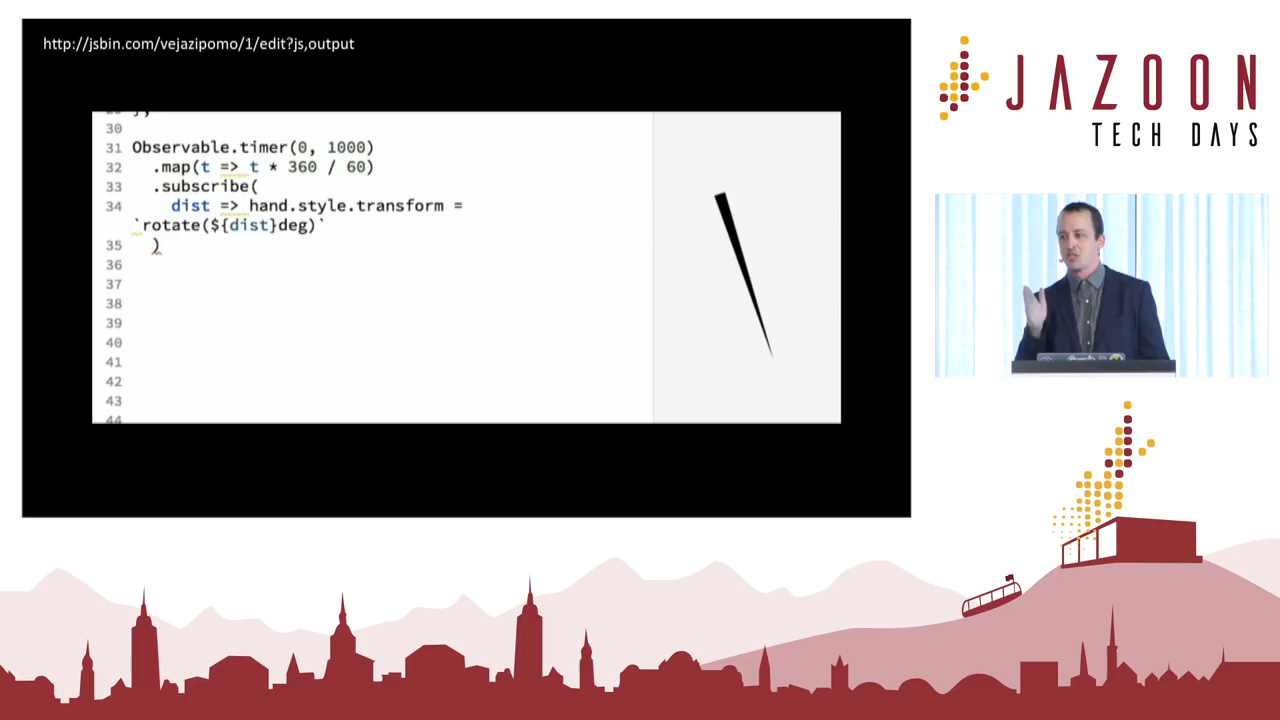 http://jsbin.com/vejazipomo/1/edit?js,output
30
31 Observable.timer(0, 1000)
32 .map(t => t * 360 / 60)
33 .subscribe(
34 dist => hand.style.transform =
`rotate(${dist}deg)`
35 )
36
37
38
39
40
41
42
43
44
JAZOON
TECH DAYS